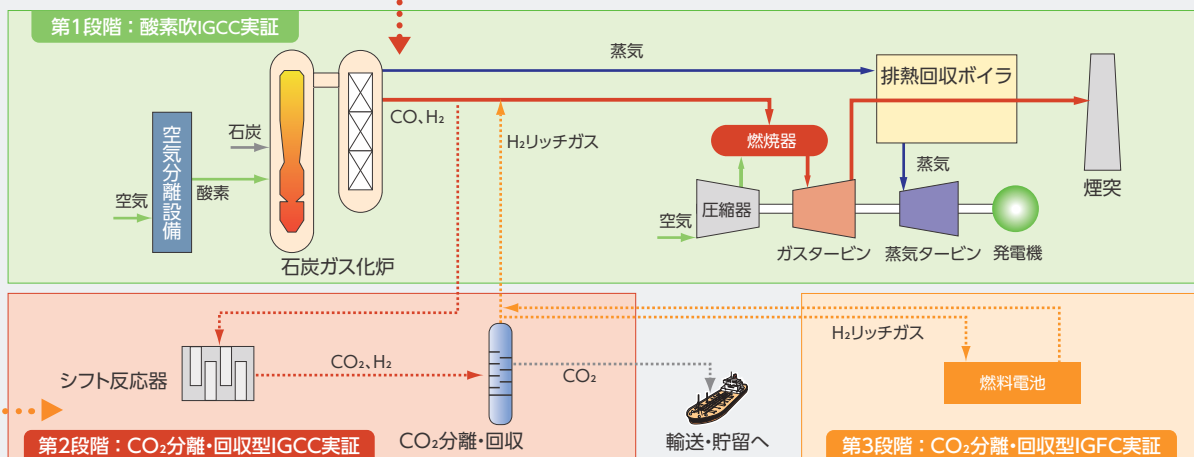 第1段階：酸素吹IGCC実証
蒸気
排熱回収ボイラ
CO、H₂
石炭
H₂リッチガス
燃焼器
空気分離設備
酸素
空気
蒸気
煙突
圧縮器
空気
石炭ガス化炉
ガスタービン
蒸気タービン
発電機
H₂リッチガス
シフト反応器
CO₂、H₂
CO₂
燃料電池
第2段階：CO₂分離・回収型IGCC実証
CO₂分離・回収
輸送・貯留へ
第3段階：CO₂分離・回収型IGFC実証